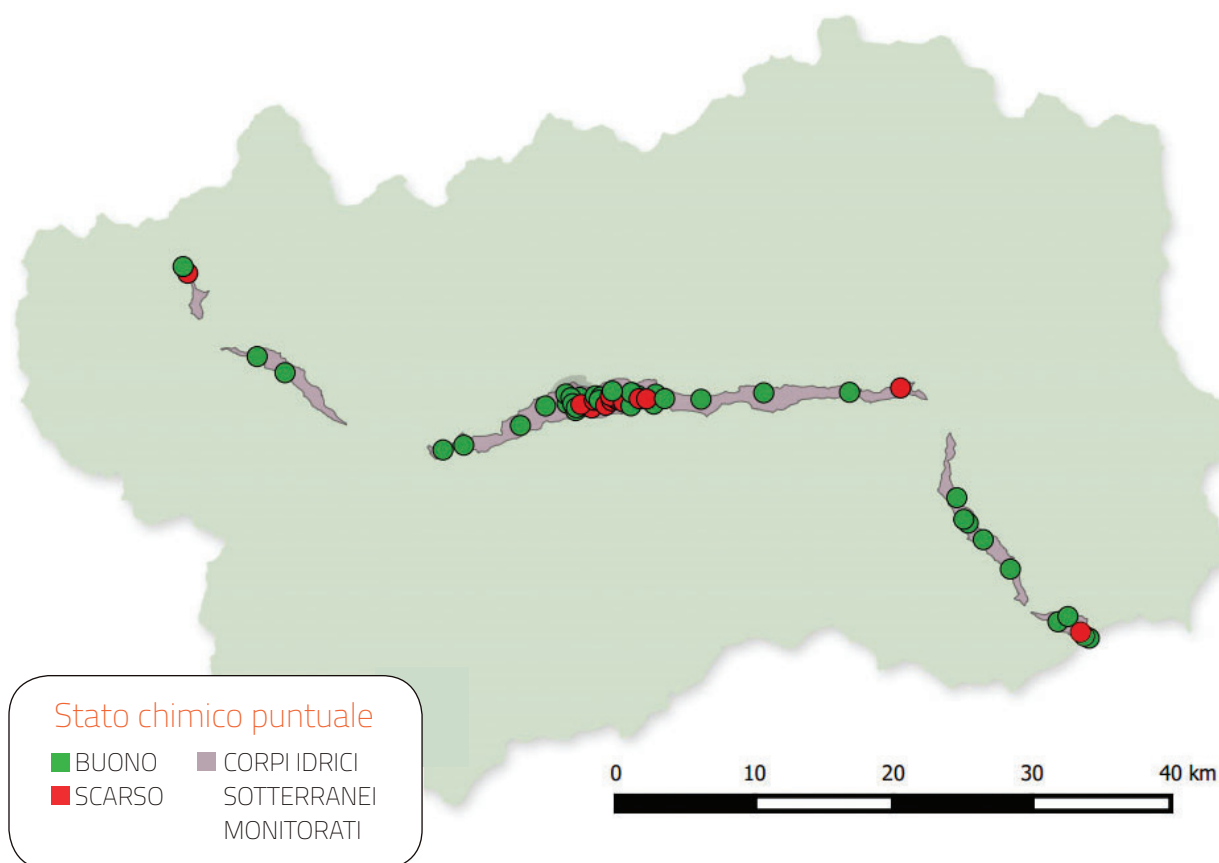 Stato chimico puntuale
BUONO
SCARSO
CORPI IDRICI
SOTTERRANEI
MONITORATI
0 10 20 30 40 km